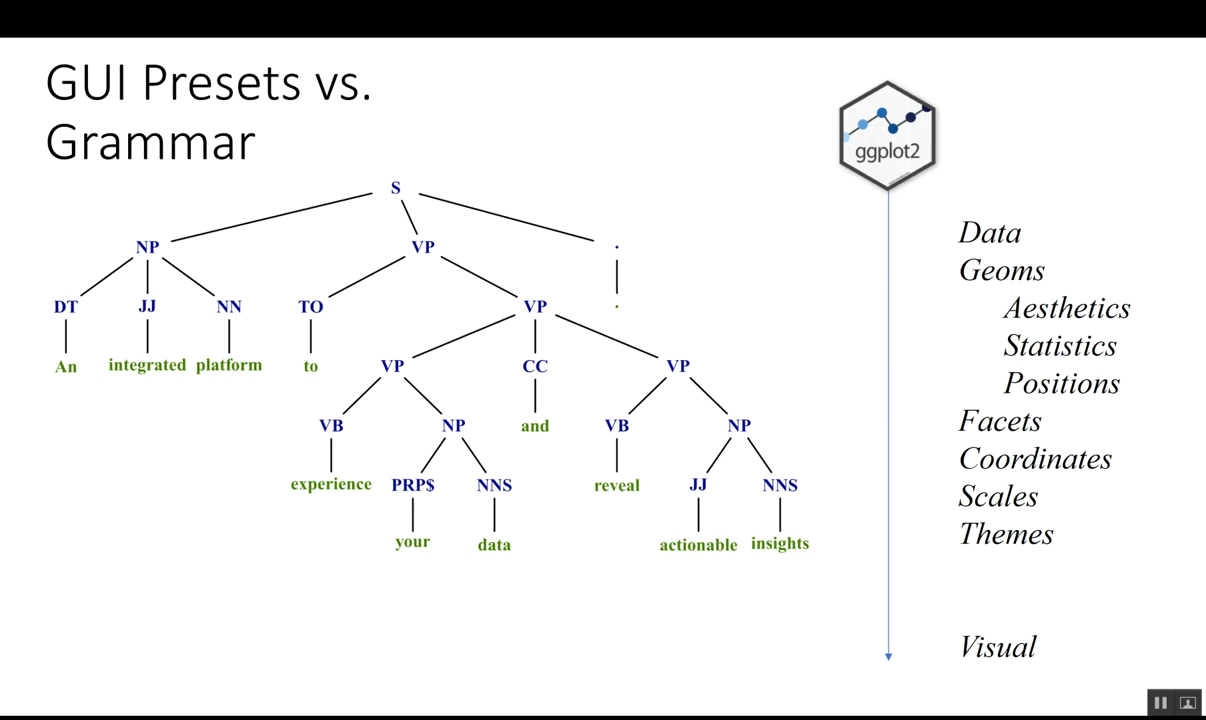 GUI Presets vs.
Grammar
ggplot2
S
NP VP .
DT JJ NN TO VP .
An integrated platform to VP CC VP
VB NP and VB NP
experience PRP$ NNS reveal JJ NNS
your data actionable insights
Data
Geoms
Aesthetics
Statistics
Positions
Facets
Coordinates
Scales
Themes
Visual